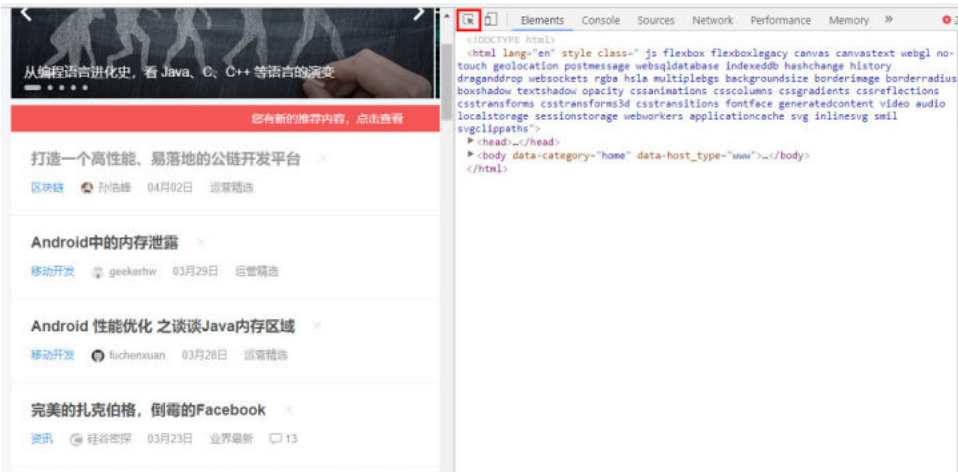 从编程语言进化史，看 Java、C、C++ 等语言的演变
您有新的推荐内容，点击查看
打造一个高性能、易落地的公链开发平台 ×
区块链 孙浩峰 04月02日 运营精选
Android中的内存泄露 ×
移动开发 geekerhw 03月29日 运营精选
Android 性能优化 之谈谈Java内存区域 ×
移动开发 fuchenxuan 03月28日 运营精选
完美的扎克伯格，倒霉的Facebook ×
资讯 硅谷密探 03月23日 业界最新 13
Elements Console Sources Network Performance Memory » 2
<!DOCTYPE html>
<html lang="en" style class=" js flexbox flexboxlegacy canvas canvastext webgl no-
touch geolocation postmessage websqldatabase indexeddb hashchange history
draganddrop websockets rgba hsla multiplebgs backgroundsize borderimage borderradius
boxshadow textshadow opacity cssanimations csscolumns cssgradients cssreflections
csstransforms csstransforms3d csstransitions fontface generatedcontent video audio
localstorage sessionstorage webworkers applicationcache svg inlinesvg smil
svgclippaths">
▶<head>…</head>
▶<body data-category="home" data-host_type="www">…</body>
</html>